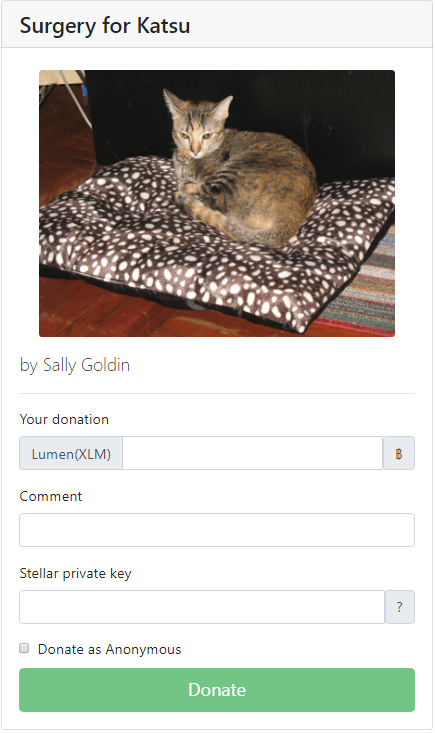 Surgery for Katsu
by Sally Goldin
Your donation
Lumen(XLM) ฿
Comment
Stellar private key
?
Donate as Anonymous
Donate